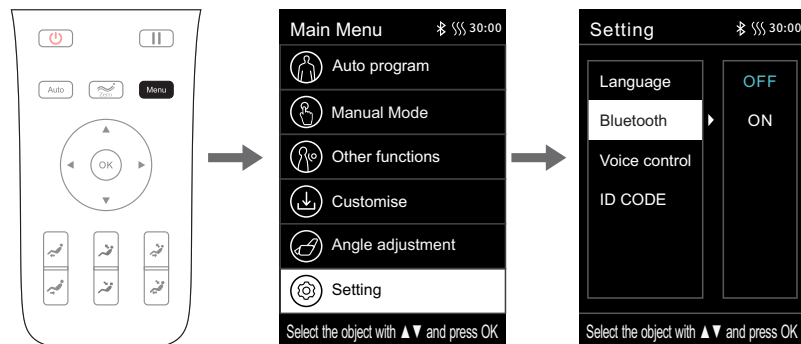 Auto
Zero
Menu
OK
Main Menu 30:00
Auto program
Manual Mode
Other functions
Customise
Angle adjustment
Setting
Select the object with ▲▼ and press OK
Setting 30:00
Language
Bluetooth
Voice control
ID CODE
OFF
ON
Select the object with ▲▼ and press OK